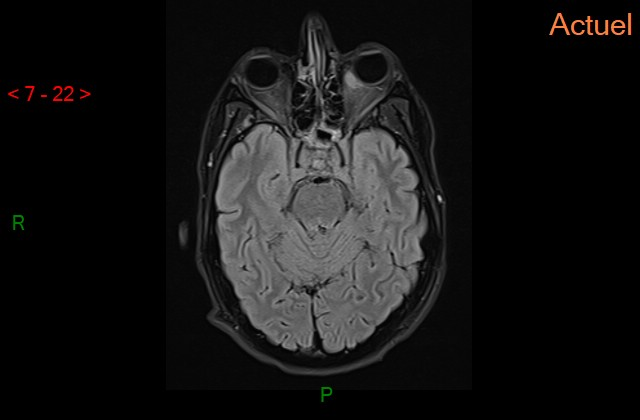 Actuel
< 7 - 22 >
R
P